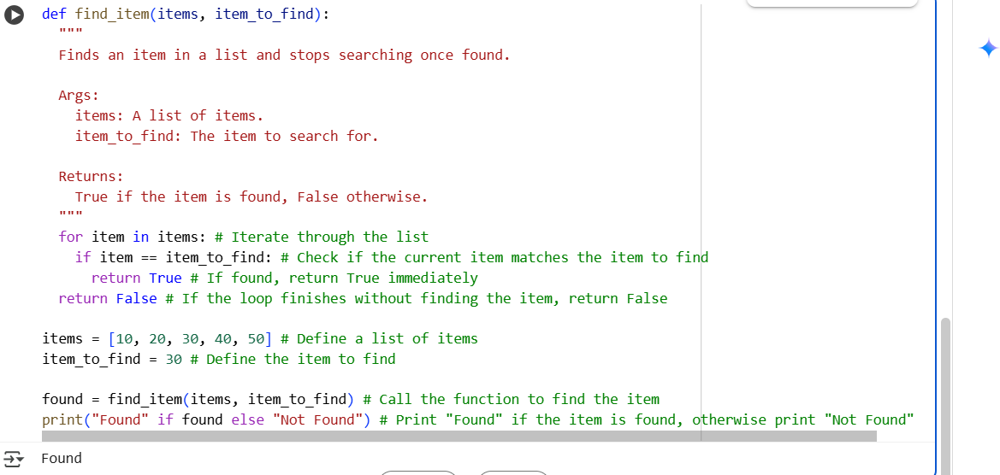 def find_item(items, item_to_find):
"""
Finds an item in a list and stops searching once found.
Args:
items: A list of items.
item_to_find: The item to search for.
Returns:
True if the item is found, False otherwise.
"""
for item in items: # Iterate through the list
if item == item_to_find: # Check if the current item matches the item to find
return True # If found, return True immediately
return False # If the loop finishes without finding the item, return False
items = [10, 20, 30, 40, 50] # Define a list of items
item_to_find = 30 # Define the item to find
found = find_item(items, item_to_find) # Call the function to find the item
print("Found" if found else "Not Found") # Print "Found" if the item is found, otherwise print "Not Found"
Found